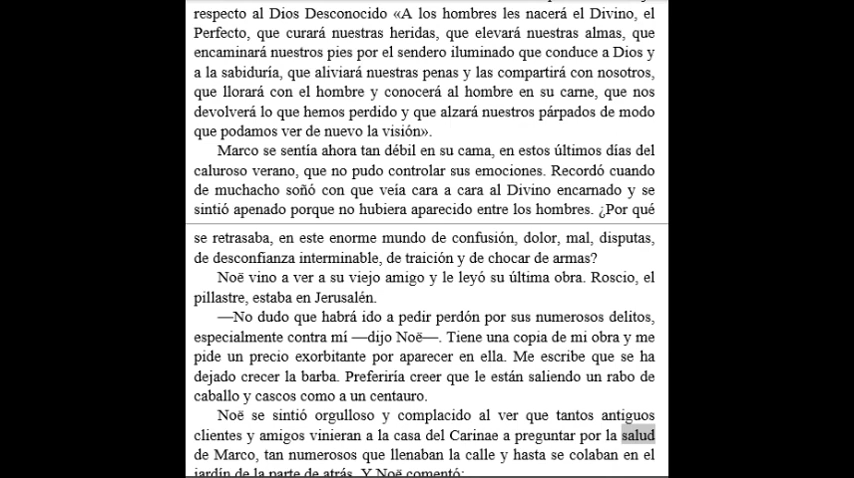 respecto al Dios Desconocido «A los hombres les nacerá el Divino, el
Perfecto, que curará nuestras heridas, que elevará nuestras almas, que
encaminará nuestros pies por el sendero iluminado que conduce a Dios y
a la sabiduría, que aliviará nuestras penas y las compartirá con nosotros,
que llorará con el hombre y conocerá al hombre en su carne, que nos
devolverá lo que hemos perdido y que alzará nuestros párpados de modo
que podamos ver de nuevo la visión».
Marco se sentía ahora tan débil en su cama, en estos últimos días del
caluroso verano, que no pudo controlar sus emociones. Recordó cuando
de muchacho soñó con que veía cara a cara al Divino encarnado y se
sintió apenado porque no hubiera aparecido entre los hombres. ¿Por qué
se retrasaba, en este enorme mundo de confusión, dolor, mal, disputas,
de desconfianza interminable, de traición y de chocar de armas?
Noë vino a ver a su viejo amigo y le leyó su última obra. Roscio, el
pillastre, estaba en Jerusalén.
—No dudo que habrá ido a pedir perdón por sus numerosos delitos,
especialmente contra mí —dijo Noë—. Tiene una copia de mi obra y me
pide un precio exorbitante por aparecer en ella. Me escribe que se ha
dejado crecer la barba. Preferiría creer que le están saliendo un rabo de
caballo y cascos como a un centauro.
Noë se sintió orgulloso y complacido al ver que tantos antiguos
clientes y amigos vinieran a la casa del Carinae a preguntar por la salud
de Marco, tan numerosos que llenaban la calle y hasta se colaban en el
jardín de la parte de atrás. Y Noë comentó: